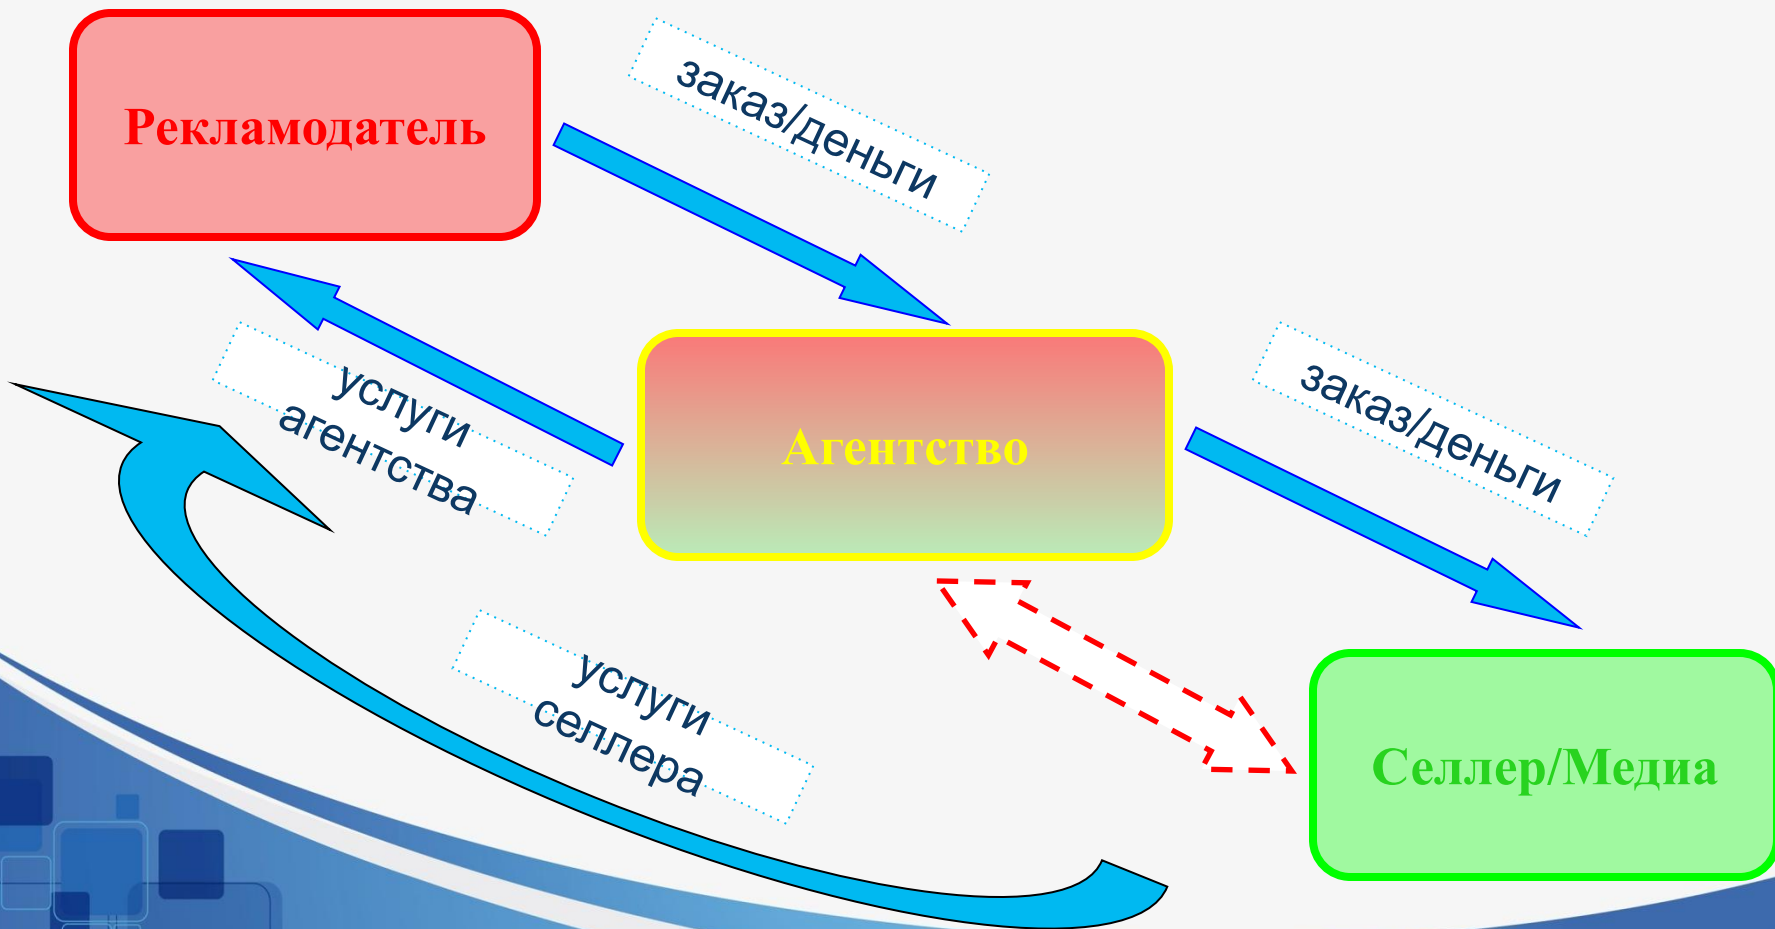 Рекламодатель
заказ/деньги
услуги
агентства
Агентство
заказ/деньги
услуги
селлера
Селлер/Медиа